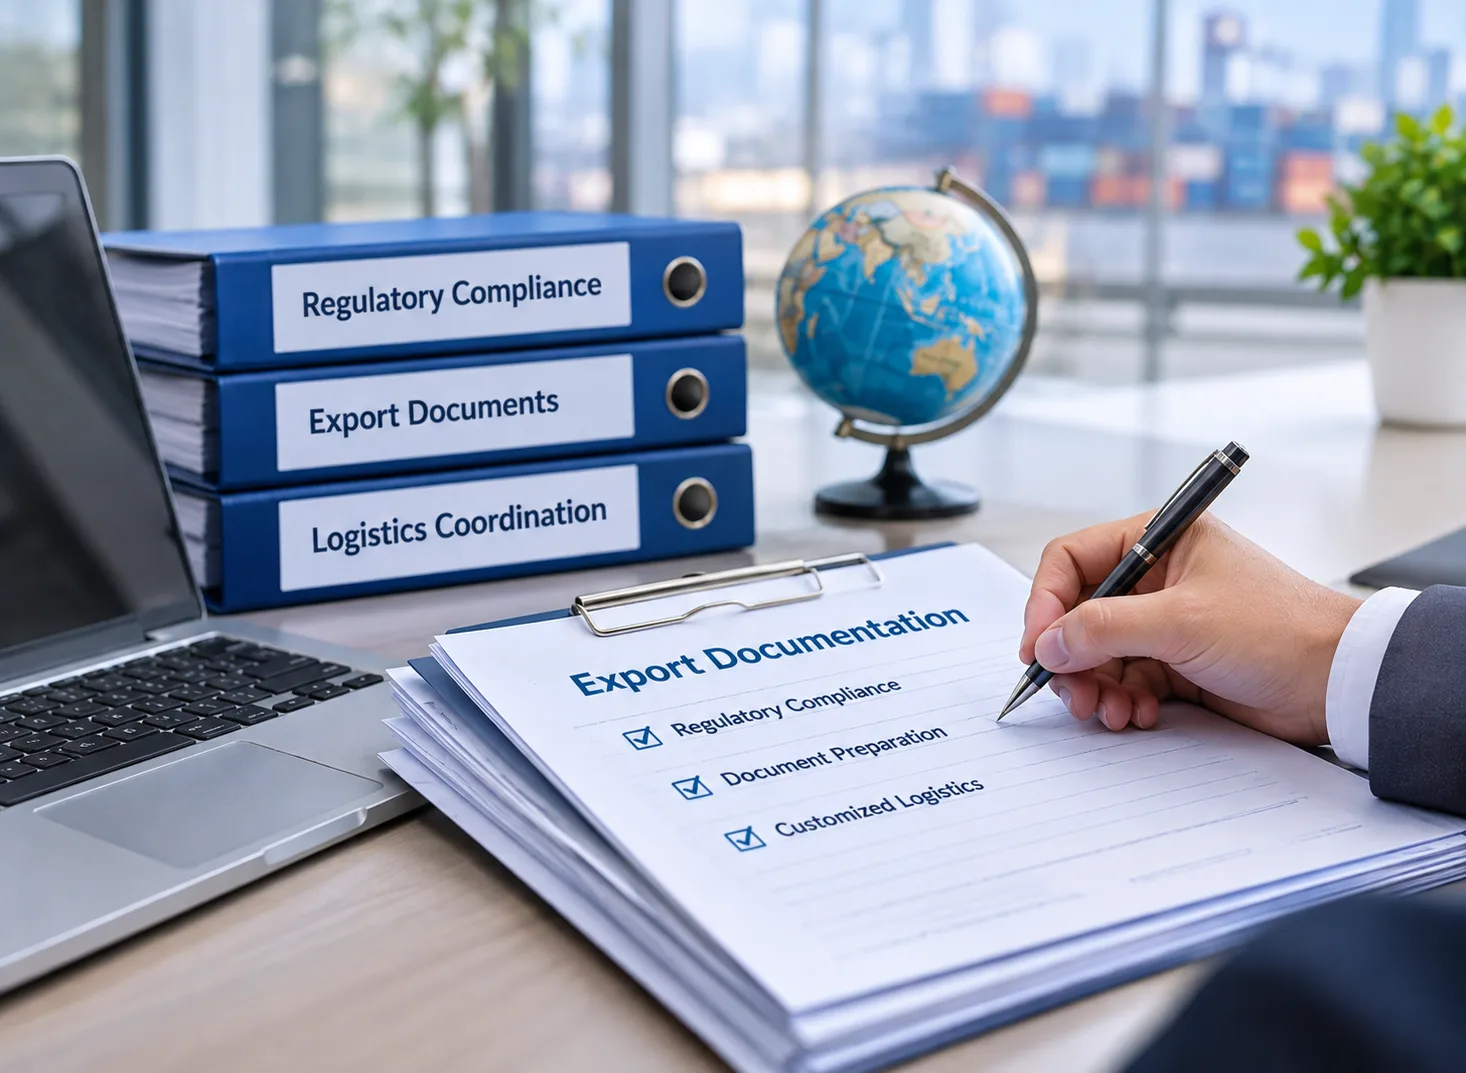 Regulatory Compliance
Export Documents
Logistics Coordination
Export Documentation
Regulatory Compliance
Document Preparation
Customized Logistics